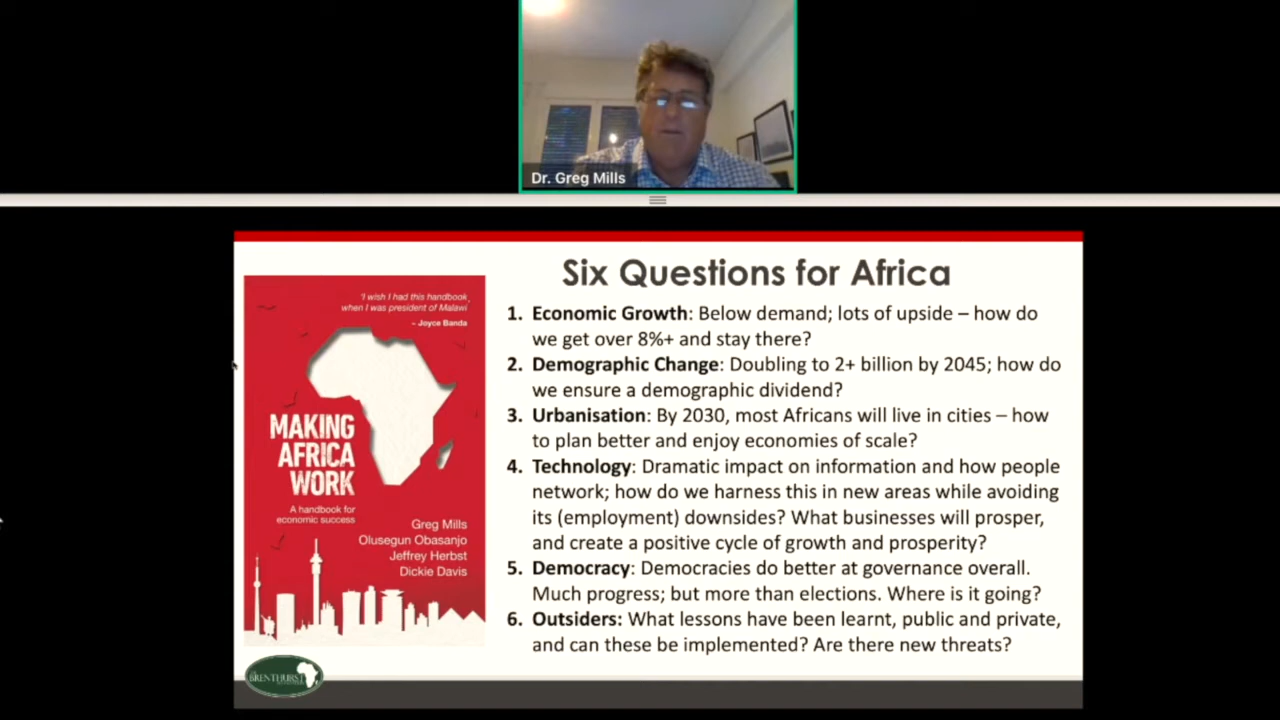 Dr. Greg Mills
Six Questions for Africa
'I wish I had this handbook
when I was president of Malawi'
– Joyce Banda
MAKING
AFRICA
WORK
A handbook for
economic success
Greg Mills
Olusegun Obasanjo
Jeffrey Herbst
Dickie Davis
1. Economic Growth: Below demand; lots of upside – how do
we get over 8%+ and stay there?
2. Demographic Change: Doubling to 2+ billion by 2045; how do
we ensure a demographic dividend?
3. Urbanisation: By 2030, most Africans will live in cities – how
to plan better and enjoy economies of scale?
4. Technology: Dramatic impact on information and how people
network; how do we harness this in new areas while avoiding
its (employment) downsides? What businesses will prosper,
and create a positive cycle of growth and prosperity?
5. Democracy: Democracies do better at governance overall.
Much progress; but more than elections. Where is it going?
6. Outsiders: What lessons have been learnt, public and private,
and can these be implemented? Are there new threats?
BRENTHURST